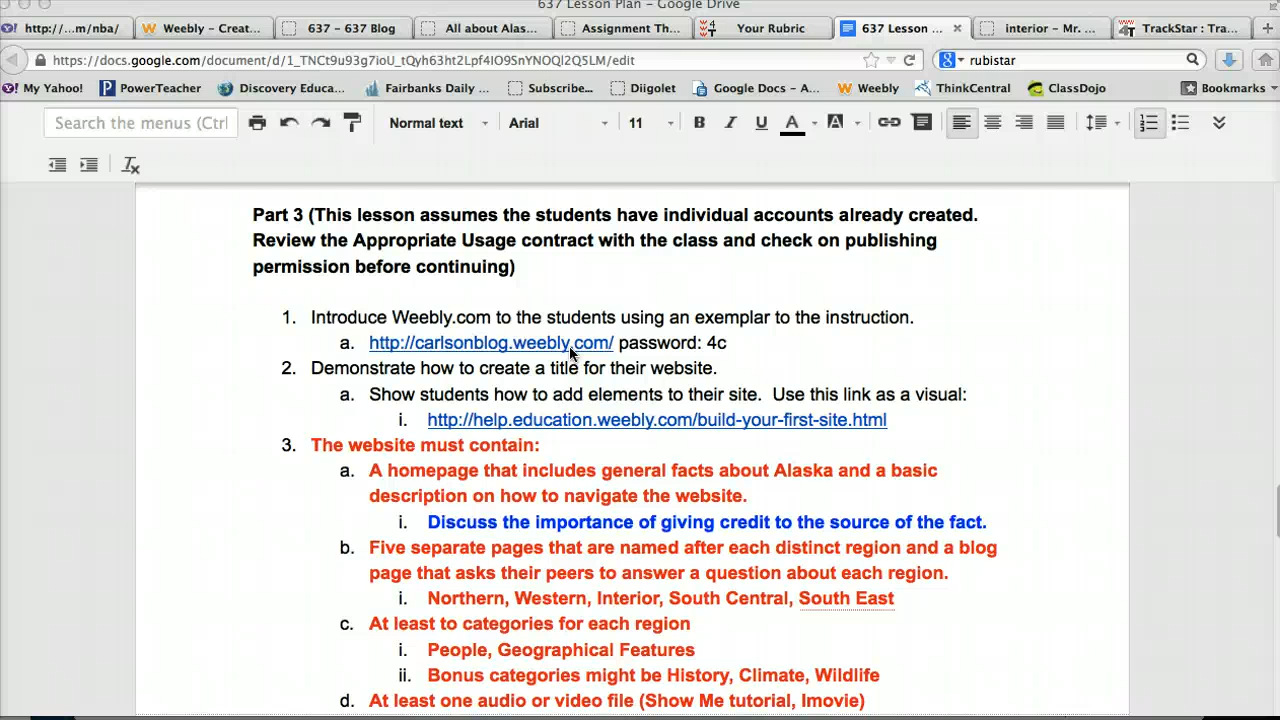 637 Lesson Plan – Google Drive
http://...m/nba/ Weebly - Creat... 637 – 637 Blog All about Alas... Assignment Th... Your Rubric 637 Lesson ... interior – Mr. ... TrackStar : Tra...
https://docs.google.com/document/d/1_TNCt9u93g7ioU_tQyh63ht2Lpf4IO9SnYNOQl2Q5LM/edit rubistar
My Yahoo! PowerTeacher Discovery Educa... Fairbanks Daily ... Subscribe... Diigolet Google Docs – A... Weebly ThinkCentral ClassDojo Bookmarks
Search the menus (Ctrl Normal text Arial 11 B I U A A
Part 3 (This lesson assumes the students have individual accounts already created.
Review the Appropriate Usage contract with the class and check on publishing
permission before continuing)
1. Introduce Weebly.com to the students using an exemplar to the instruction.
a. http://carlsonblog.weebly.com/ password: 4c
2. Demonstrate how to create a title for their website.
a. Show students how to add elements to their site. Use this link as a visual:
i. http://help.education.weebly.com/build-your-first-site.html
3. The website must contain:
a. A homepage that includes general facts about Alaska and a basic
description on how to navigate the website.
i. Discuss the importance of giving credit to the source of the fact.
b. Five separate pages that are named after each distinct region and a blog
page that asks their peers to answer a question about each region.
i. Northern, Western, Interior, South Central, South East
c. At least to categories for each region
i. People, Geographical Features
ii. Bonus categories might be History, Climate, Wildlife
d. At least one audio or video file (Show Me tutorial, Imovie)